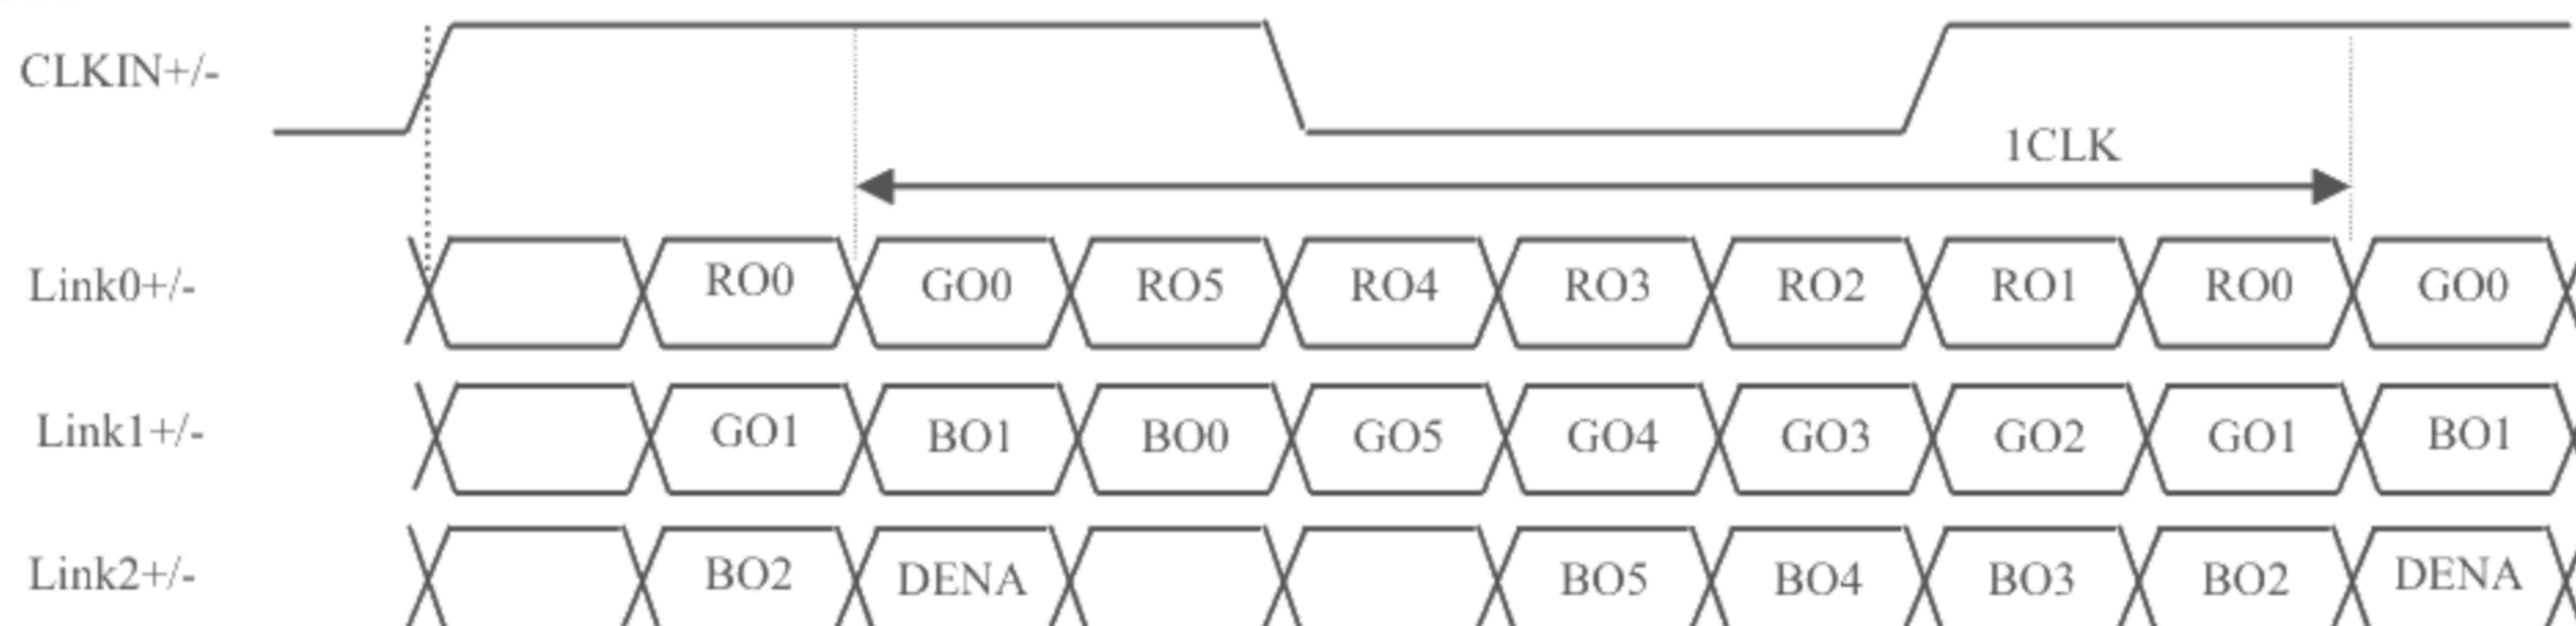 CLKIN+/-
1CLK
Link0+/- RO0 GO0 RO5 RO4 RO3 RO2 RO1 RO0 GO0
Link1+/- GO1 BO1 BO0 GO5 GO4 GO3 GO2 GO1 BO1
Link2+/- BO2 DENA BO5 BO4 BO3 BO2 DENA